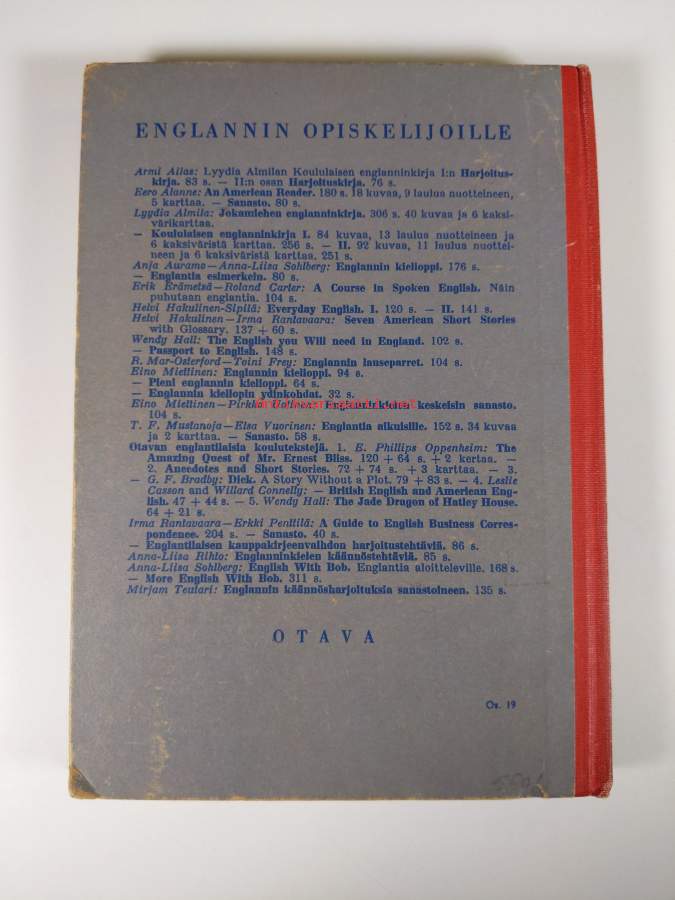 ENGLANNIN OPISKELIJOILLE
Armi Ailas: Lyydia Almilan Koululaisen englanninkirja I:n Harjoitus-
kirja. 83 s. — II:n osan Harjoituskirja. 76 s.
Eero Alanne: An American Reader. 180 s. 18 kuvaa, 9 laulua nuotteineen,
5 karttaa. — Sanasto. 80 s.
Lyydia Almila: Jokamiehen englanninkirja. 306 s. 40 kuvaa ja 6 kaksi-
värikarttaa.
— Koululaisen englanninkirja I. 84 kuvaa, 13 laulua nuotteineen ja
6 kaksiväristä karttaa. 256 s. — II. 92 kuvaa, 11 laulua nuottei-
neen ja 6 kaksiväristä karttaa. 251 s.
Anja Auramo—Anna-Liisa Sohlberg: Englannin kielioppi. 176 s.
— Englantia esimerkein. 80 s.
Erik Erämetsä—Roland Carter: A Course in Spoken English. Näin
puhutaan englantia. 104 s.
Helvi Hakulinen-Sipilä: Everyday English. I. 120 s. — II. 141 s.
Helvi Hakulinen—Irma Rantavaara: Seven American Short Stories
with Glossary. 137 + 60 s.
Wendy Hall: The English you Will need in England. 102 s.
— Passport to English. 148 s.
R. Mar-Osterford—Toini Frey: Englannin lauseparret. 104 s.
Eino Miettinen: Englannin kielioppi. 94 s.
— Pieni englannin kielioppi. 64 s.
— Englannin kieliopin ydinkohdat. 32 s.
Eino Miettinen—Pirkko Englanninkielen keskeisin sanasto.
104 s.
T. F. Mustanoja—Elsa Vuorinen: Englantia aikuisille. 152 s. 34 kuvaa
ja 2 karttaa. — Sanasto. 58 s.
Otavan englantilaisia koulutekstejä. 1. E. Phillips Oppenheim: The
Amazing Quest of Mr. Ernest Bliss. 120 + 64 s. + 2 kartaa. —
2. Anecdotes and Short Stories. 72 + 74 s. + 3 karttaa. — 3.
— G. F. Bradby: Dick. A Story Without a Plot. 79 + 83 s. — 4. Leslie
Casson and Willard Connelly: — British English and American Eng-
lish. 47 + 44 s. — 5. Wendy Hall: The Jade Dragon of Hatley House.
64 + 21 s.
Irma Rantavaara—Erkki Penttilä: A Guide to English Business Corres-
pondence. 204 s. — Sanasto. 40 s.
— Englantilaisen kauppakirjeenvaihdon harjoitustehtäviä. 86 s.
Anna-Liisa Rihto: Englanninkielen käännöstehtäviä. 85 s.
Anna-Liisa Sohlberg: English With Bob. Englantia aloitteleville. 168 s.
— More English With Bob. 311 s.
Mirjam Teutari: Englannin käännösharjoituksia sanastoineen. 135 s.
OTAVA
Ov. 19